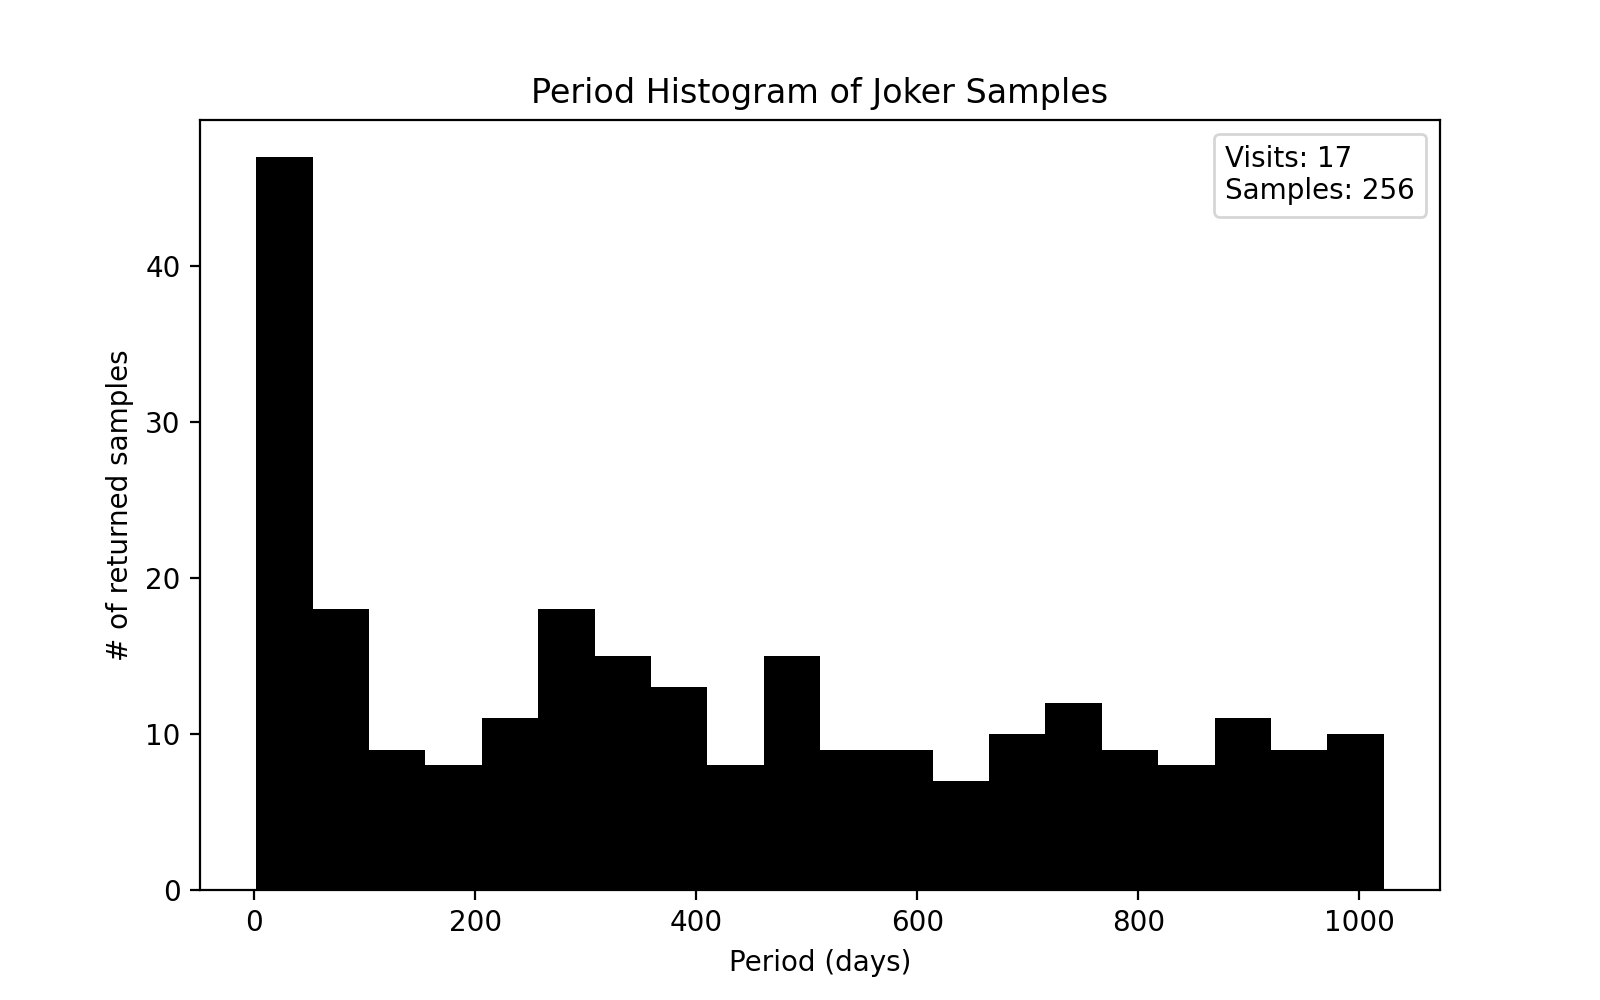 Period Histogram of Joker Samples
Visits: 17
Samples: 256
# of returned samples
40
30
20
10
0
0 200 400 600 800 1000
Period (days)